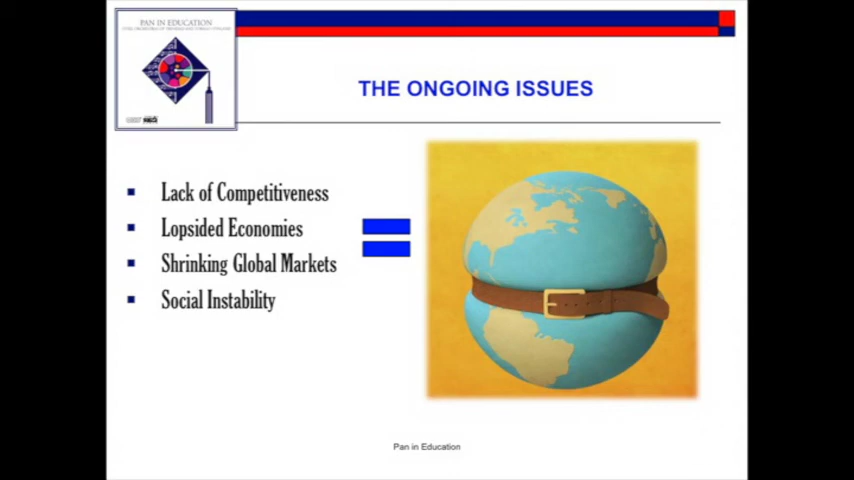 PAN IN EDUCATION
THE ONGOING ISSUES
Lack of Competitiveness
Lopsided Economies
Shrinking Global Markets
Social Instability
Pan in Education